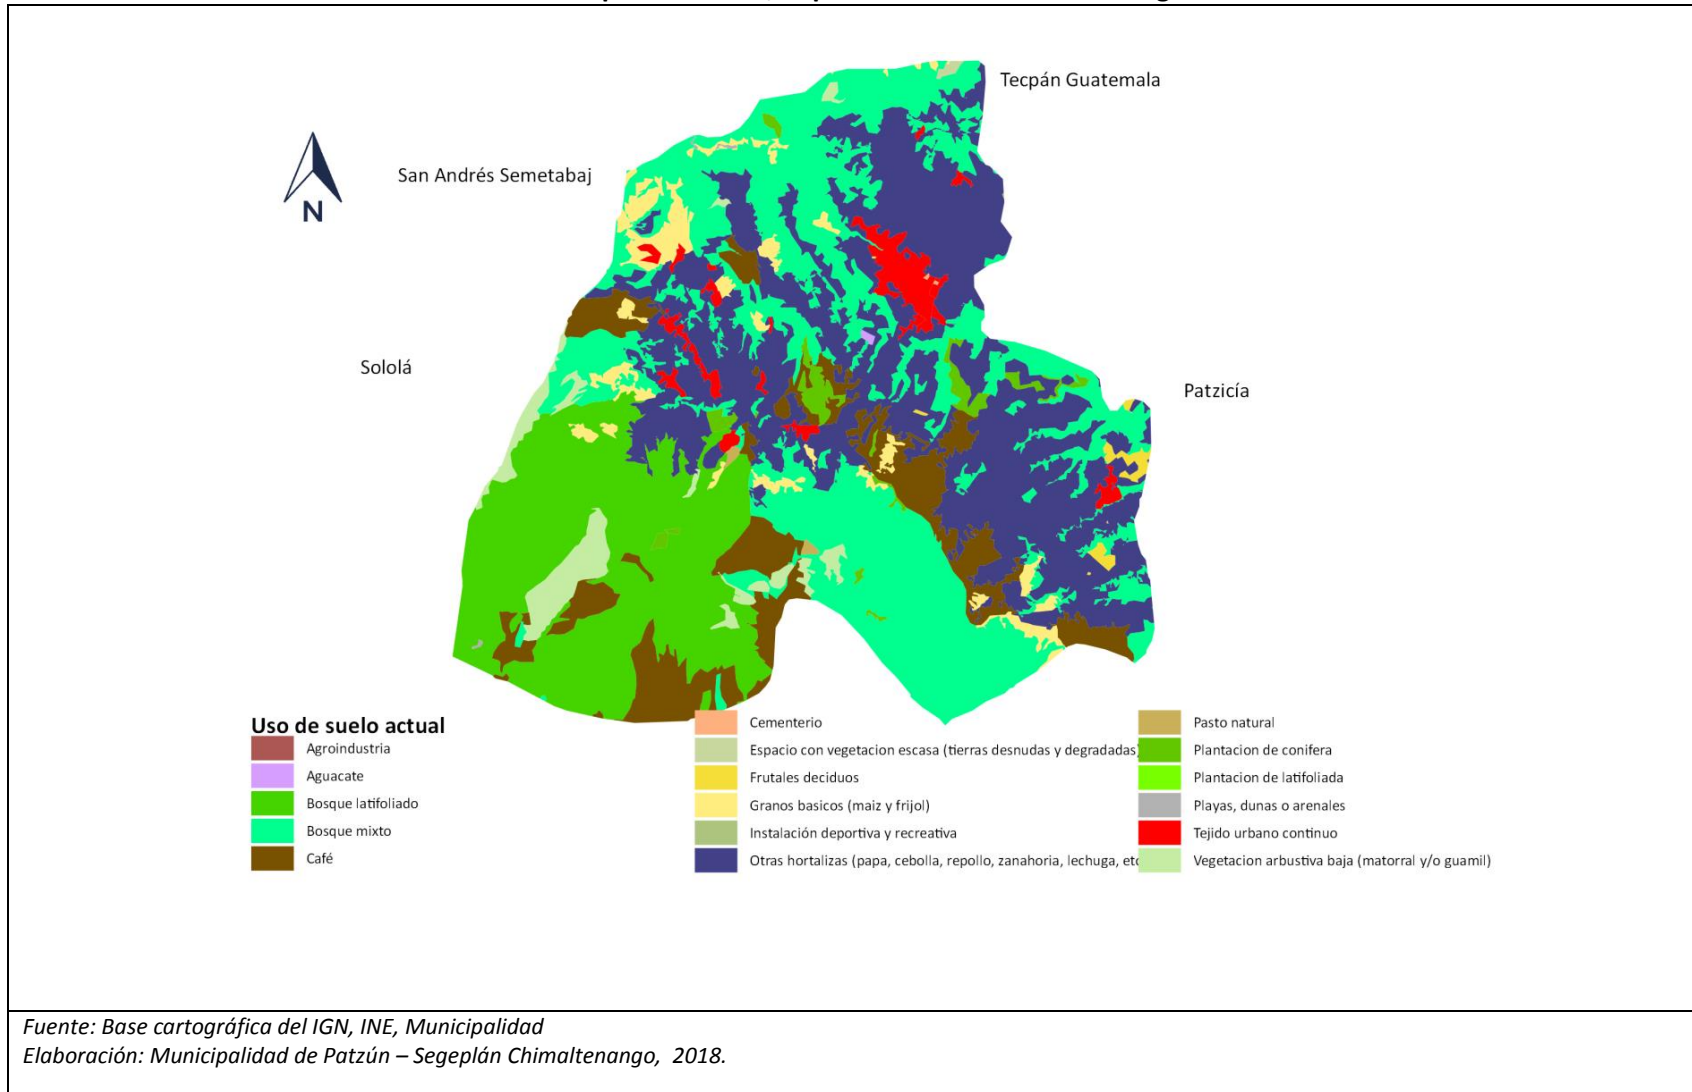 Tecpán Guatemala
San Andrés Semetabaj
N
Sololá
Patzicía
Uso de suelo actual
Agroindustria
Aguacate
Bosque latifoliado
Bosque mixto
Café
Cementerio
Espacio con vegetacion escasa (tierras desnudas y degradadas)
Frutales deciduos
Granos basicos (maiz y frijol)
Instalación deportiva y recreativa
Otras hortalizas (papa, cebolla, repollo, zanahoria, lechuga, etc
Pasto natural
Plantacion de conifera
Plantacion de latifoliada
Playas, dunas o arenales
Tejido urbano continuo
Vegetacion arbustiva baja (matorral y/o guamil)
Fuente: Base cartográfica del IGN, INE, Municipalidad
Elaboración: Municipalidad de Patzún – Segeplán Chimaltenango, 2018.